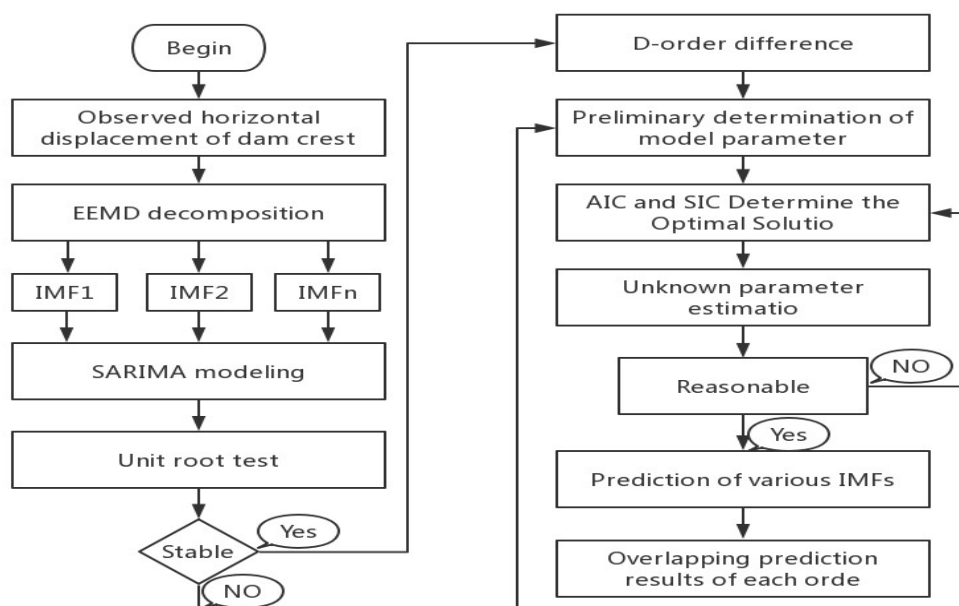 Begin
Observed horizontal
displacement of dam crest
EEMD decomposition
IMF1
IMF2
IMFn
SARIMA modeling
Unit root test
Stable
Yes
NO
D-order difference
Preliminary determination of
model parameter
AIC and SIC Determine the
Optimal Solutio
Unknown parameter
estimatio
Reasonable
NO
Yes
Prediction of various IMFs
Overlapping prediction
results of each orde